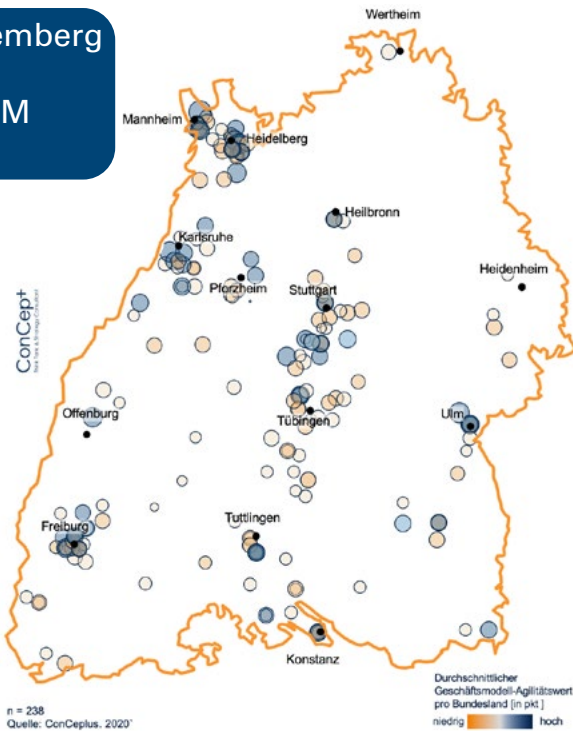 emberg
M
Wertheim
Mannheim
Heidelberg
Heilbronn
Karlsruhe
Heidenheim
Pforzheim
Stuttgart
ConCept
Offenburg
Tübingen
Ulm
Freiburg
Tuttlingen
Konstanz
Durchschnittlicher
Geschäftsmodell-Agilitätswert
pro Bundesland [in pkt ]
niedrig hoch
n = 238
Quelle: ConCeplus, 2020*